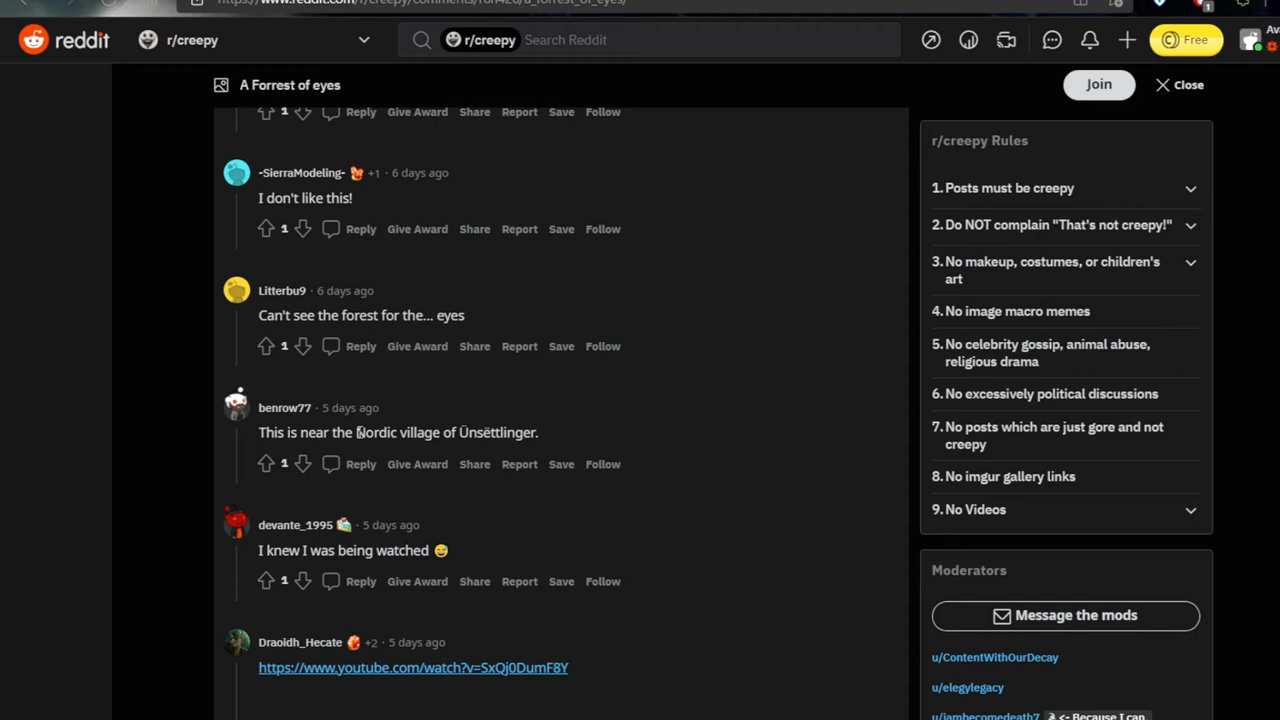 reddit
r/creepy
r/creepy Search Reddit
1
Free
A Forrest of eyes
Join
Close
1 Reply Give Award Share Report Save Follow
-SierraModeling- +1 · 6 days ago
I don't like this!
1 Reply Give Award Share Report Save Follow
Litterbu9 · 6 days ago
Can't see the forest for the... eyes
1 Reply Give Award Share Report Save Follow
benrow77 · 5 days ago
This is near the Nordic village of Ünsëttlinger.
1 Reply Give Award Share Report Save Follow
devante_1995 · 5 days ago
I knew I was being watched 😅
1 Reply Give Award Share Report Save Follow
Draoidh_Hecate +2 · 5 days ago
https://www.youtube.com/watch?v=SxQj0DumF8Y
r/creepy Rules
1. Posts must be creepy
2. Do NOT complain "That's not creepy!"
3. No makeup, costumes, or children's
art
4. No image macro memes
5. No celebrity gossip, animal abuse,
religious drama
6. No excessively political discussions
7. No posts which are just gore and not
creepy
8. No imgur gallery links
9. No Videos
Moderators
Message the mods
u/ContentWithOurDecay
u/elegylegacy
u/iambecomedeath7 <- Because I can